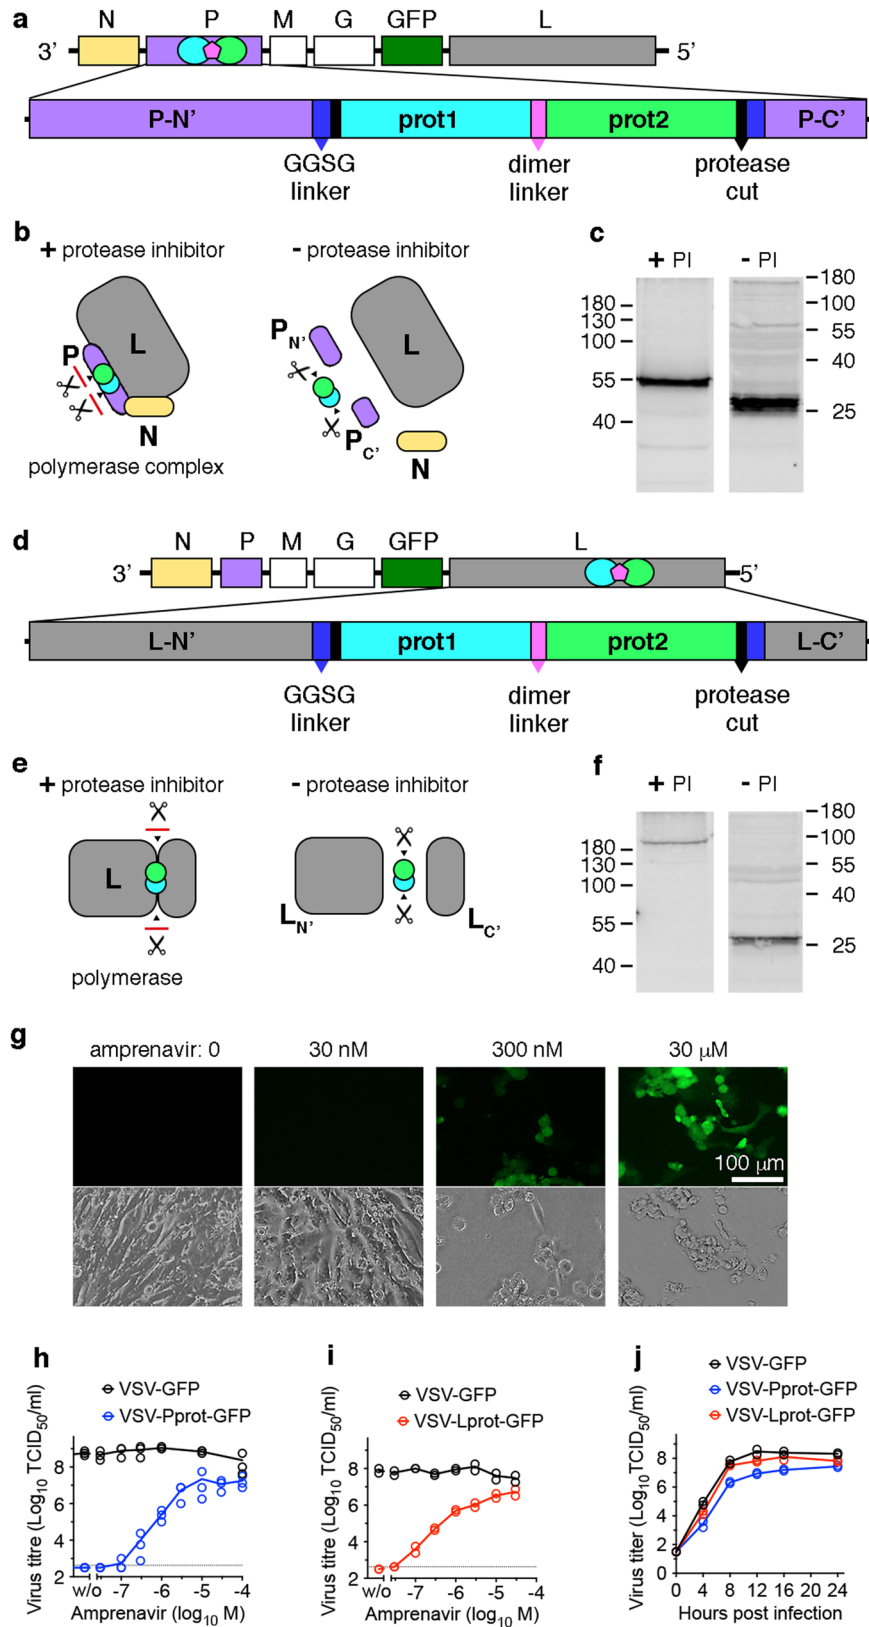 a
N P M G GFP L
3’ 5’
P-N’ prot1 prot2 P-C’
GGSG linker
dimer linker
protease cut
b
+ protease inhibitor
- protease inhibitor
P L N
polymerase complex
P N’ L P C’ N
c
+ PI - PI
180
130
100
55
40
180
100
55
40
25
d
N P M G GFP L
3’ 5’
L-N’ prot1 prot2 L-C’
GGSG linker
dimer linker
protease cut
e
+ protease inhibitor
- protease inhibitor
L
polymerase
L N’ L C’
f
+ PI - PI
180
130
100
55
40
180
100
55
40
25
g
amprenavir: 0 30 nM 300 nM 30 µM
100 µm
h
VSV-GFP
VSV-Pprot-GFP
Virus titre (Log10 TCID50/ml)
8
6
4
2
w/o -7 -6 -5 -4
Amprenavir (log10 M)
i
VSV-GFP
VSV-Lprot-GFP
Virus titre (Log10 TCID50/ml)
8
6
4
2
w/o -7 -6 -5 -4
Amprenavir (log10 M)
j
VSV-GFP
VSV-Pprot-GFP
VSV-Lprot-GFP
Virus titer (Log10 TCID50/ml)
8
6
4
2
0
0 4 8 12 16 20 24
Hours post infection